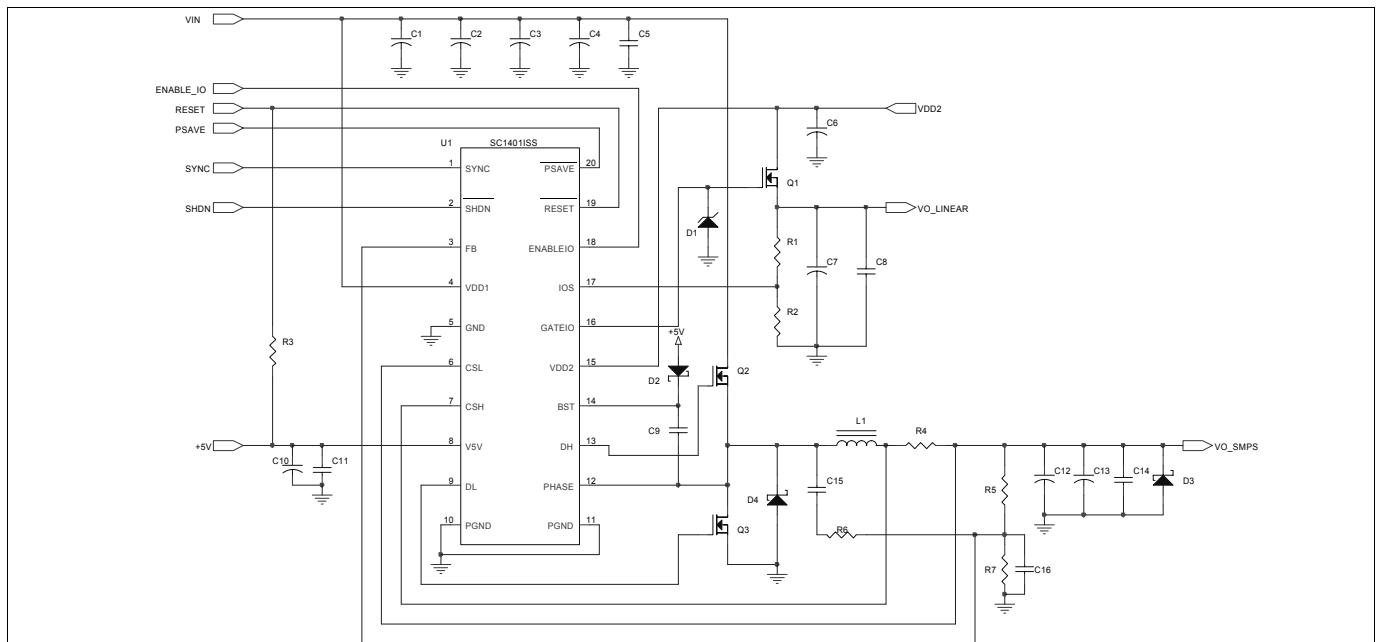 VIN
C1
C2
C3
C4
C5
ENABLE_IO
RESET
PSAVE
VDD2
C6
U1
SC1401ISS
SYNC
1
SYNC
PSAVE
20
Q1
SHDN
2
SHDN
RESET
19
VO_LINEAR
D1
3
FB
ENABLEIO
18
R1
C7
C8
4
VDD1
IOS
17
R2
5
GND
GATEIO
16
+5V
R3
6
CSL
VDD2
15
D2
Q2
7
CSH
BST
14
C9
L1
R4
+5V
8
V5V
DH
13
VO_SMPS
C10
C11
C12
C13
C14
D3
9
DL
PHASE
12
D4
C15
R5
10
PGND
PGND
11
Q3
R6
R7
C16